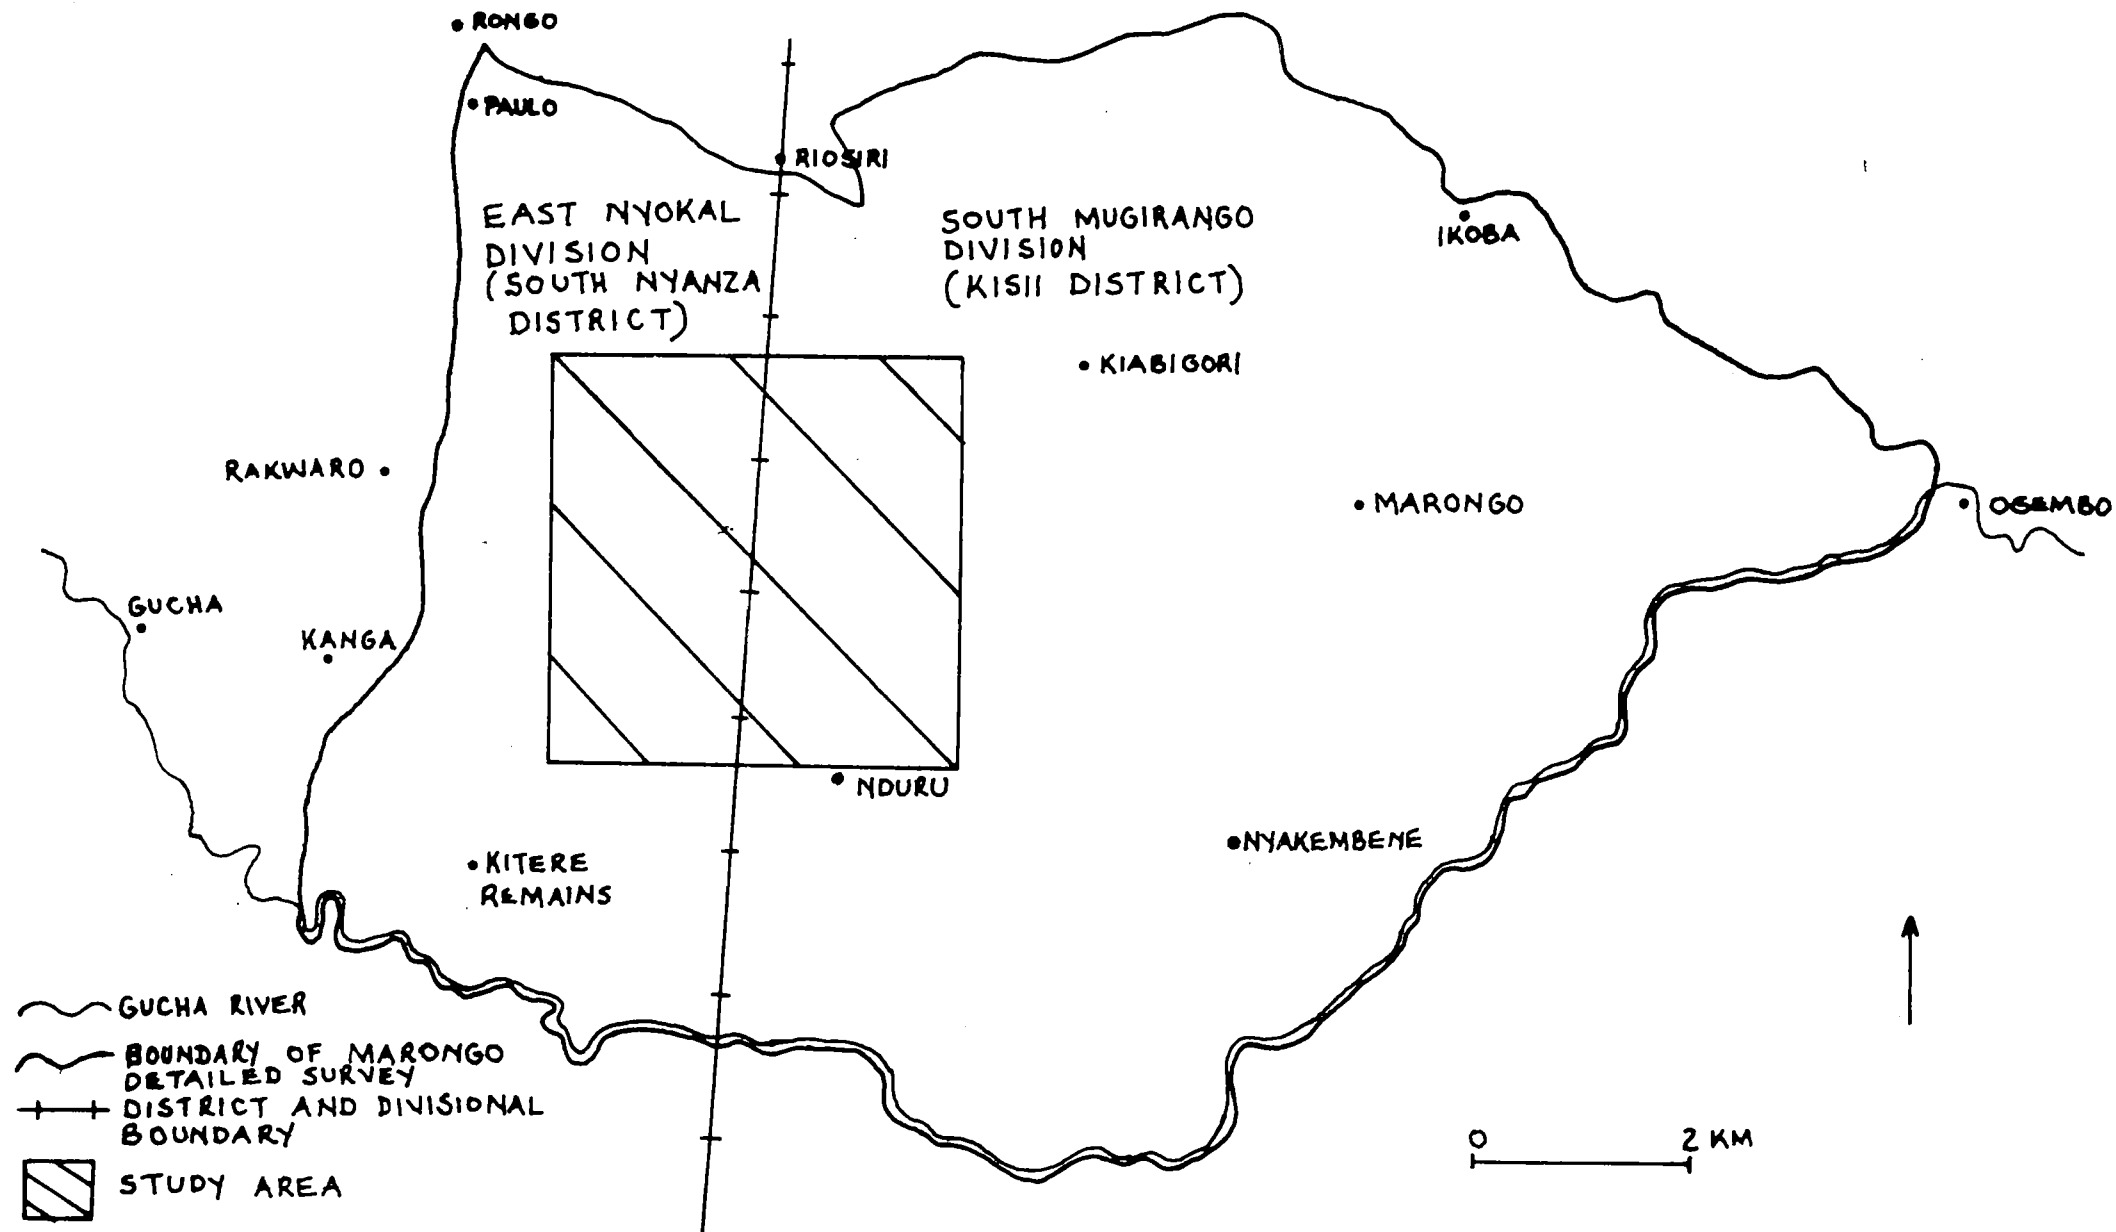 RONGO
PAULO
RIOSIRI
EAST NYOKAL
DIVISION
(SOUTH NYANZA
DISTRICT)
SOUTH MUGIRANGO
DIVISION
(KISII DISTRICT)
IKOBA
KIABIGORI
RAKWARO
MARONGO
OGEMBO
GUCHA
KANGA
NDURU
NYAKEMBENE
KITERE
REMAINS
GUCHA RIVER
BOUNDARY OF MARONGO
DETAILED SURVEY
DISTRICT AND DIVISIONAL
BOUNDARY
STUDY AREA
0 2 KM